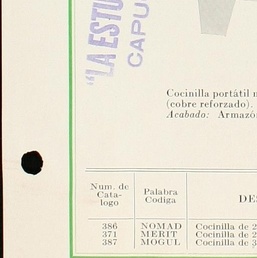 "LA ESTU
CAPU
Cocinilla portátil
(cobre reforzado).
Acabado: Armazó
Num. de Cata- logo
Palabra Codiga
DES
386 NOMAD Cocinilla de 2
371 MERIT Cocinilla de 2
387 MOGUL Cocinilla de 3